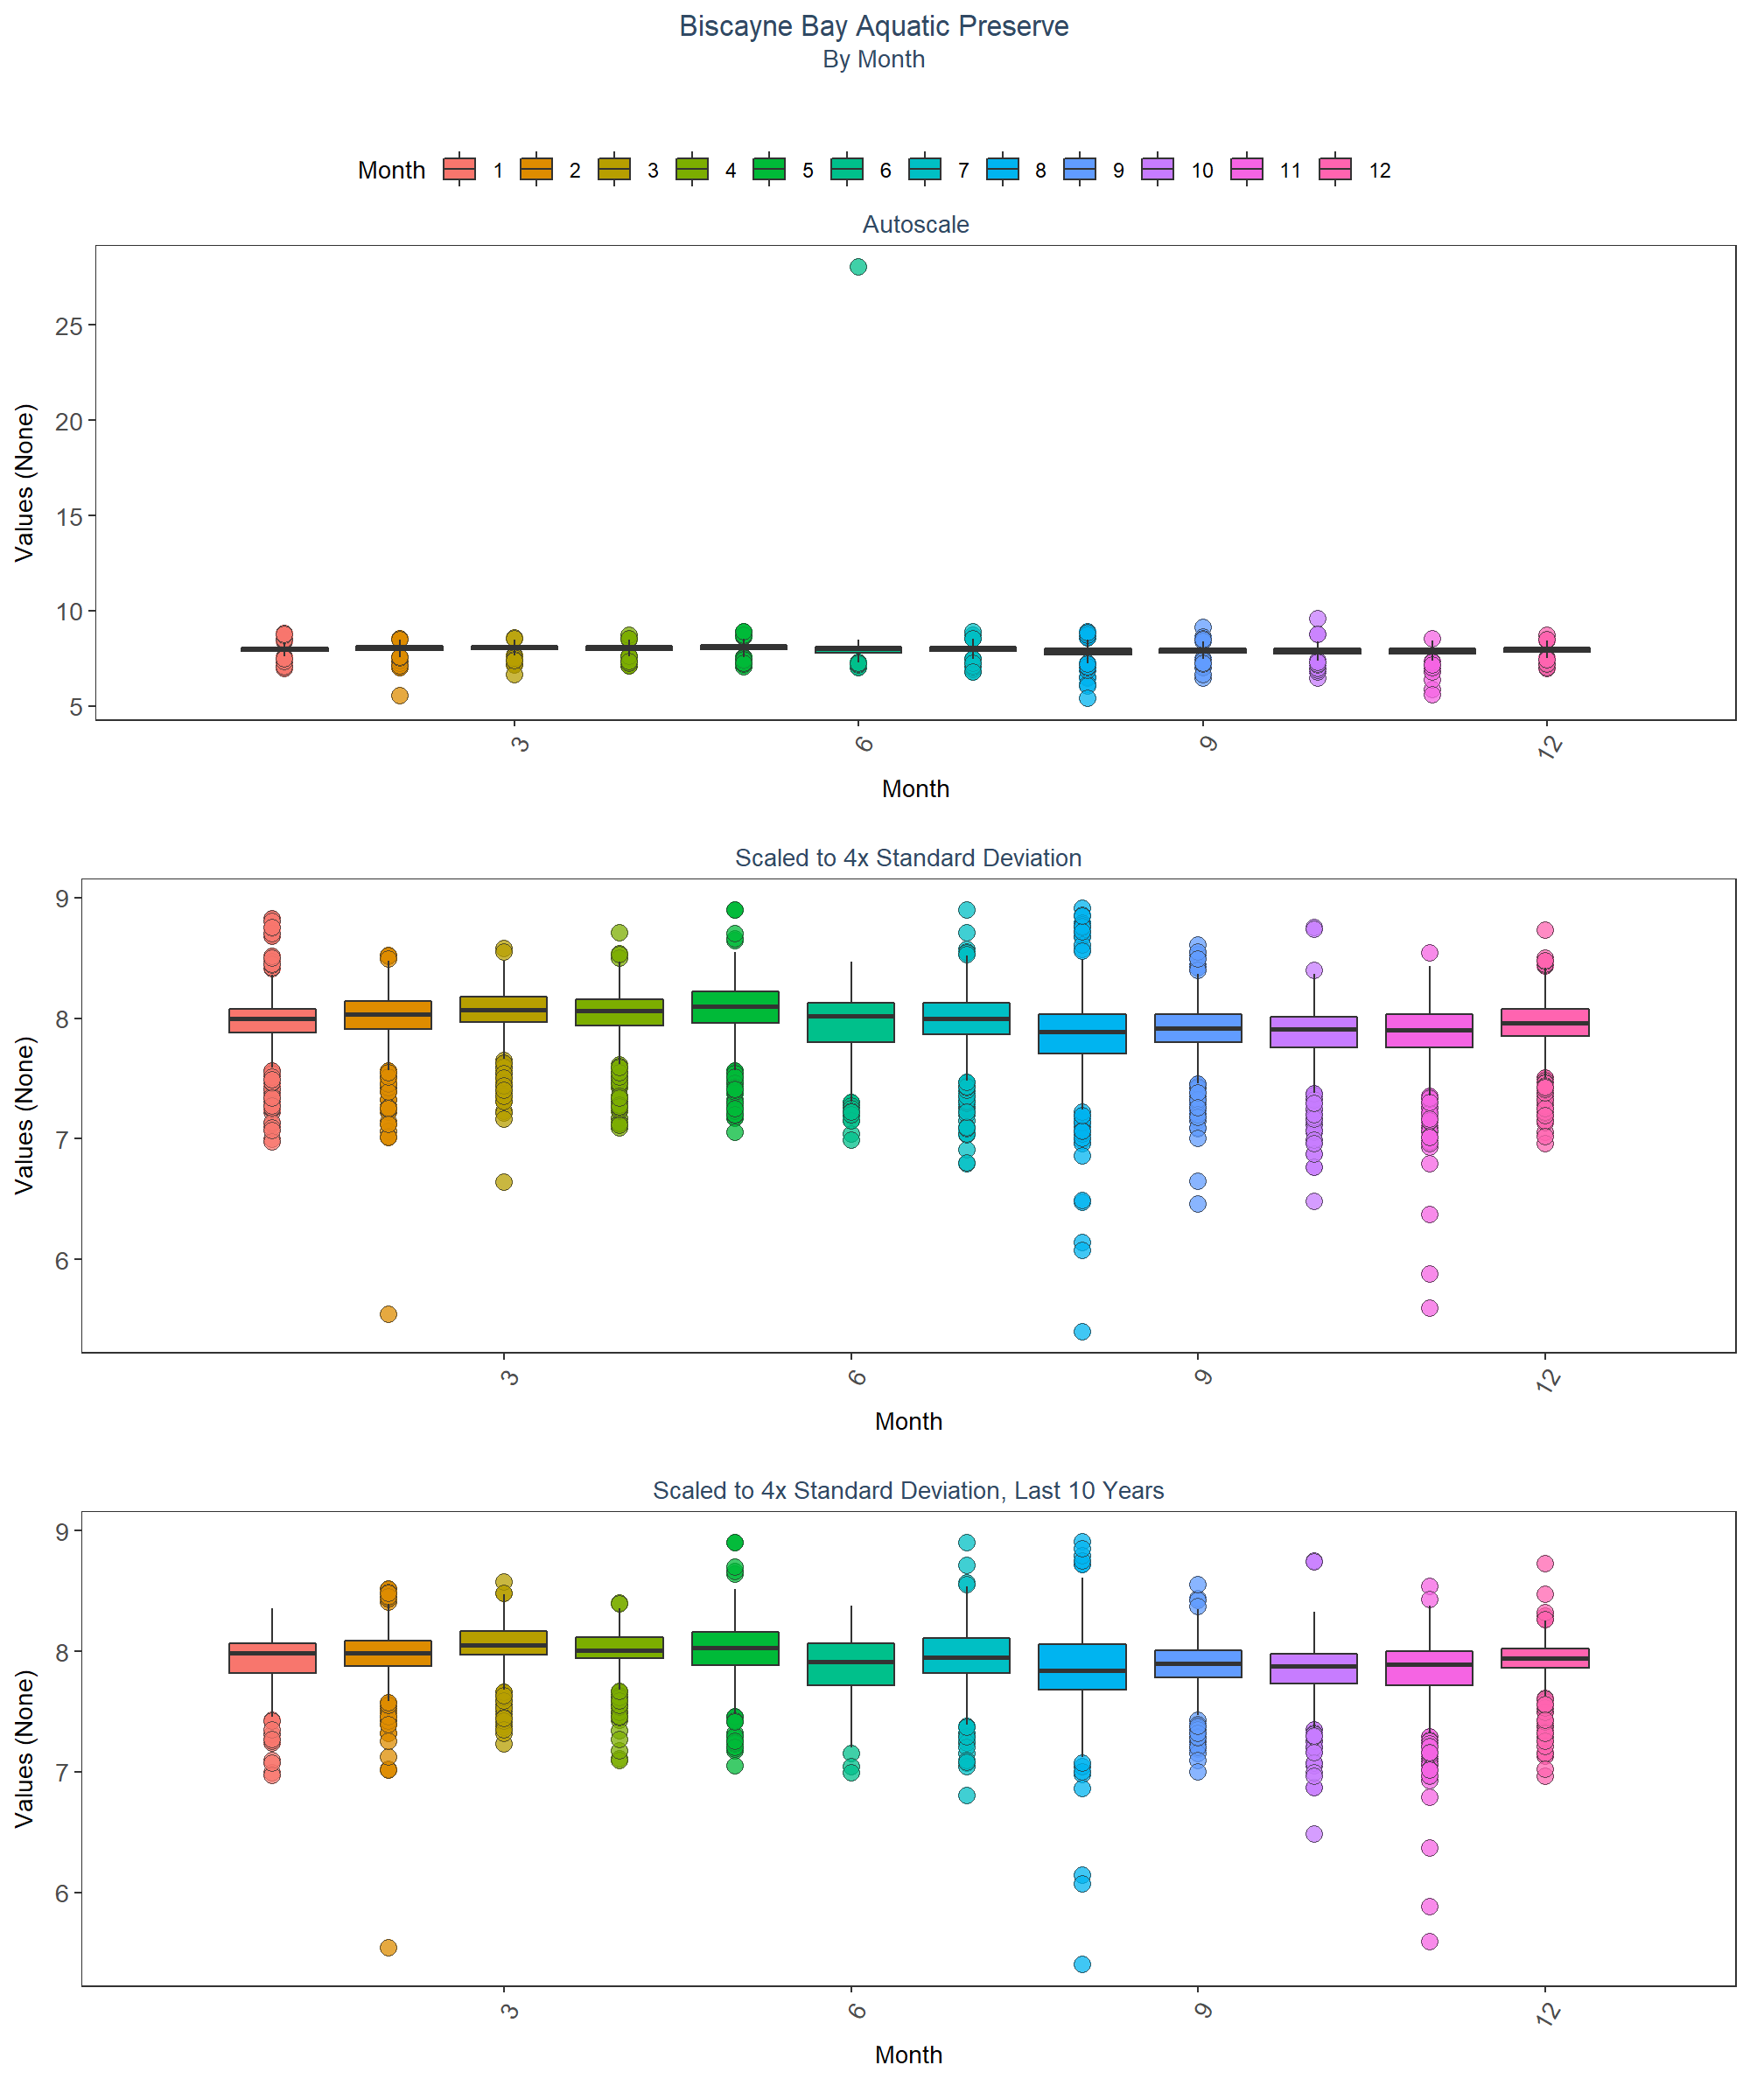 Biscayne Bay Aquatic Preserve
By Month
Month 1 2 3 4 5 6 7 8 9 10 11 12
Autoscale
Values (None)
25
20
15
10
5
3 6 9 12
Month
Scaled to 4x Standard Deviation
Values (None)
9
8
7
6
3 6 9 12
Month
Scaled to 4x Standard Deviation, Last 10 Years
Values (None)
9
8
7
6
3 6 9 12
Month